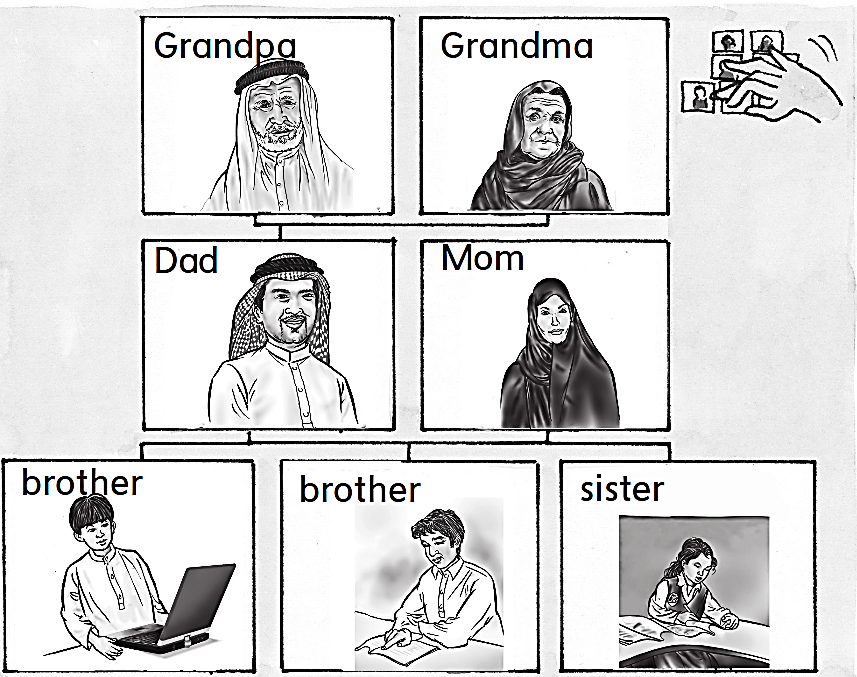 Grandpa
Grandma
Dad
Mom
brother
brother
sister